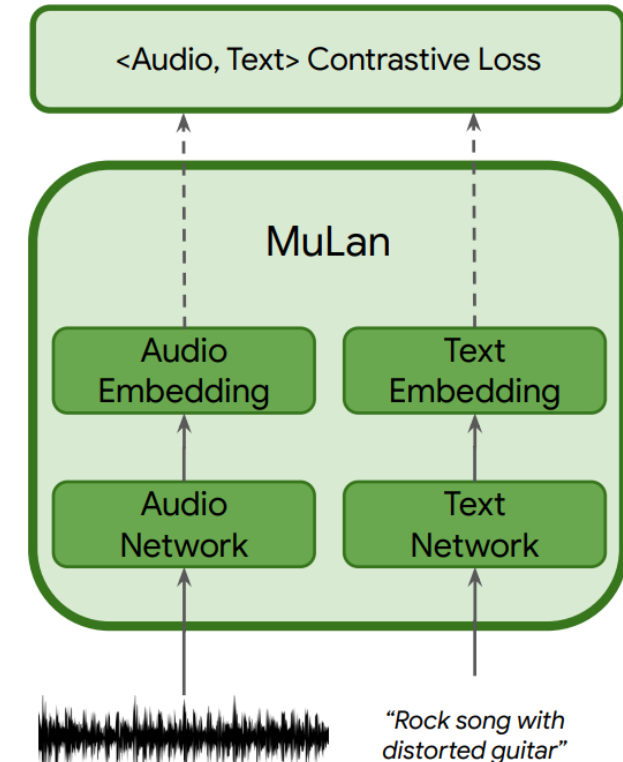 <Audio, Text> Contrastive Loss
MuLan
Audio
Embedding
Text
Embedding
Audio
Network
Text
Network
“Rock song with
distorted guitar”